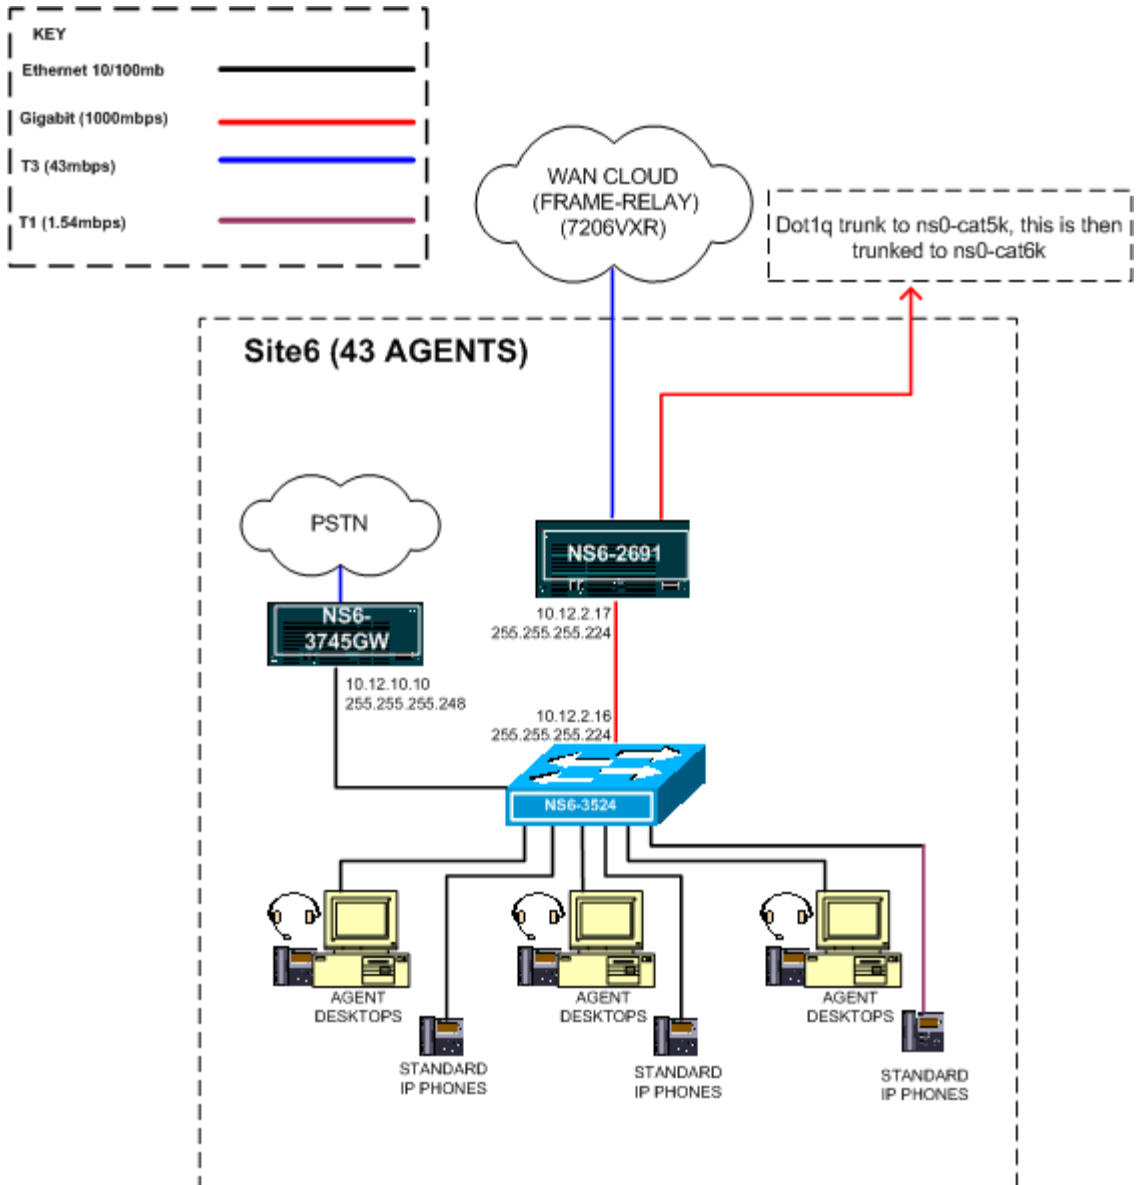 KEY
Ethernet 10/100mb
Gigabit (1000mbps)
T3 (43mbps)
T1 (1.54mbps)
WAN CLOUD
(FRAME-RELAY)
(7206VXR)
Dot1q trunk to ns0-cat5k, this is then
trunked to ns0-cat6k
Site6 (43 AGENTS)
PSTN
NS6-2691
NS6-
3745GW
10.12.2.17
255.255.255.224
10.12.10.10
255.255.255.248
10.12.2.16
255.255.255.224
NS6-3524
AGENT
DESKTOPS
AGENT
DESKTOPS
AGENT
DESKTOPS
STANDARD
IP PHONES
STANDARD
IP PHONES
STANDARD
IP PHONES